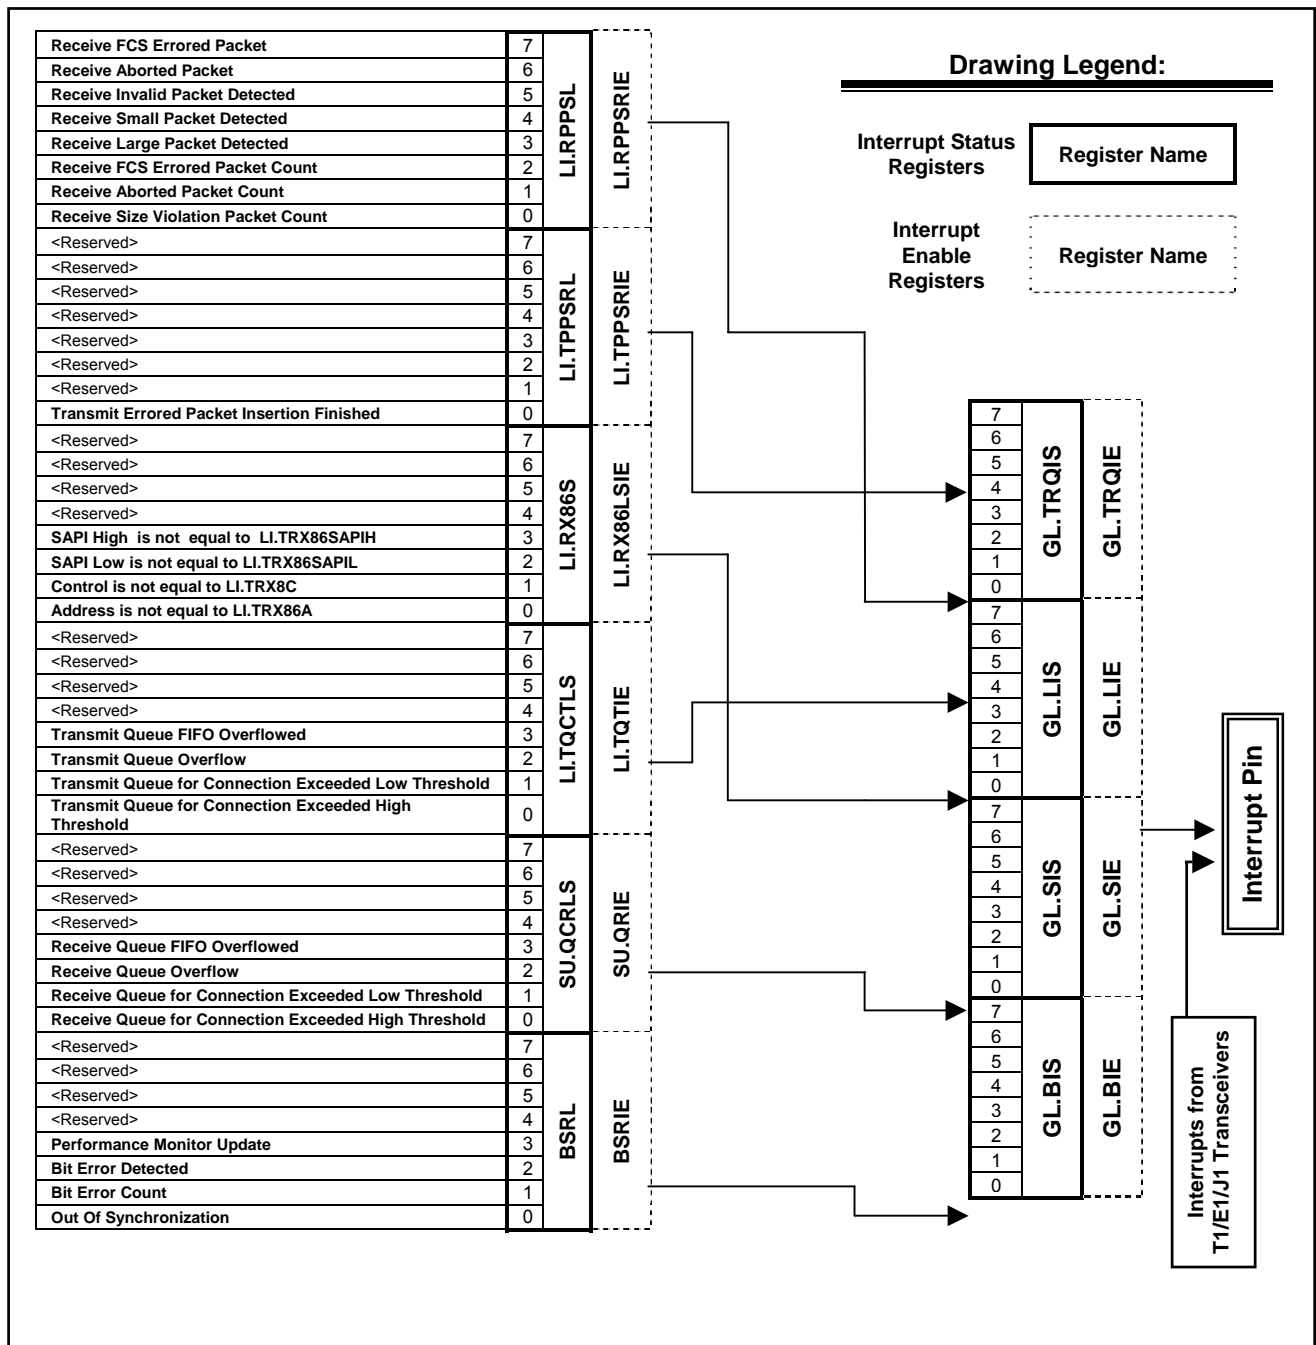 Receive FCS Errored Packet 7
Receive Aborted Packet 6
Receive Invalid Packet Detected 5
Receive Small Packet Detected 4
Receive Large Packet Detected 3
Receive FCS Errored Packet Count 2
Receive Aborted Packet Count 1
Receive Size Violation Packet Count 0
LI.RPPSL
LI.RPPSRIE
<Reserved> 7
<Reserved> 6
<Reserved> 5
<Reserved> 4
<Reserved> 3
<Reserved> 2
<Reserved> 1
Transmit Errored Packet Insertion Finished 0
LI.TPPSRL
LI.TPPSRIE
<Reserved> 7
<Reserved> 6
<Reserved> 5
<Reserved> 4
SAPI High is not equal to LI.TRX86SAPIH 3
SAPI Low is not equal to LI.TRX86SAPIL 2
Control is not equal to LI.TRX8C 1
Address is not equal to LI.TRX86A 0
LI.RX86S
LI.RX86LSIE
<Reserved> 7
<Reserved> 6
<Reserved> 5
<Reserved> 4
Transmit Queue FIFO Overflowed 3
Transmit Queue Overflow 2
Transmit Queue for Connection Exceeded Low Threshold 1
Transmit Queue for Connection Exceeded High
Threshold 0
LI.TQCTLS
LI.TQTIE
<Reserved> 7
<Reserved> 6
<Reserved> 5
<Reserved> 4
Receive Queue FIFO Overflowed 3
Receive Queue Overflow 2
Receive Queue for Connection Exceeded Low Threshold 1
Receive Queue for Connection Exceeded High Threshold 0
SU.QCRLS
SU.QRIE
<Reserved> 7
<Reserved> 6
<Reserved> 5
<Reserved> 4
Performance Monitor Update 3
Bit Error Detected 2
Bit Error Count 1
Out Of Synchronization 0
BSRL
BSRIE
Drawing Legend:
Interrupt Status
Registers
Register Name
Interrupt
Enable
Registers
Register Name
7
6
5
4
3
2
1
0
GL.TRQIS
GL.TRQIE
7
6
5
4
3
2
1
0
GL.LIS
GL.LIE
7
6
5
4
3
2
1
0
GL.SIS
GL.SIE
7
6
5
4
3
2
1
0
GL.BIS
GL.BIE
Interrupt Pin
Interrupts from
T1/E1/J1 Transceivers